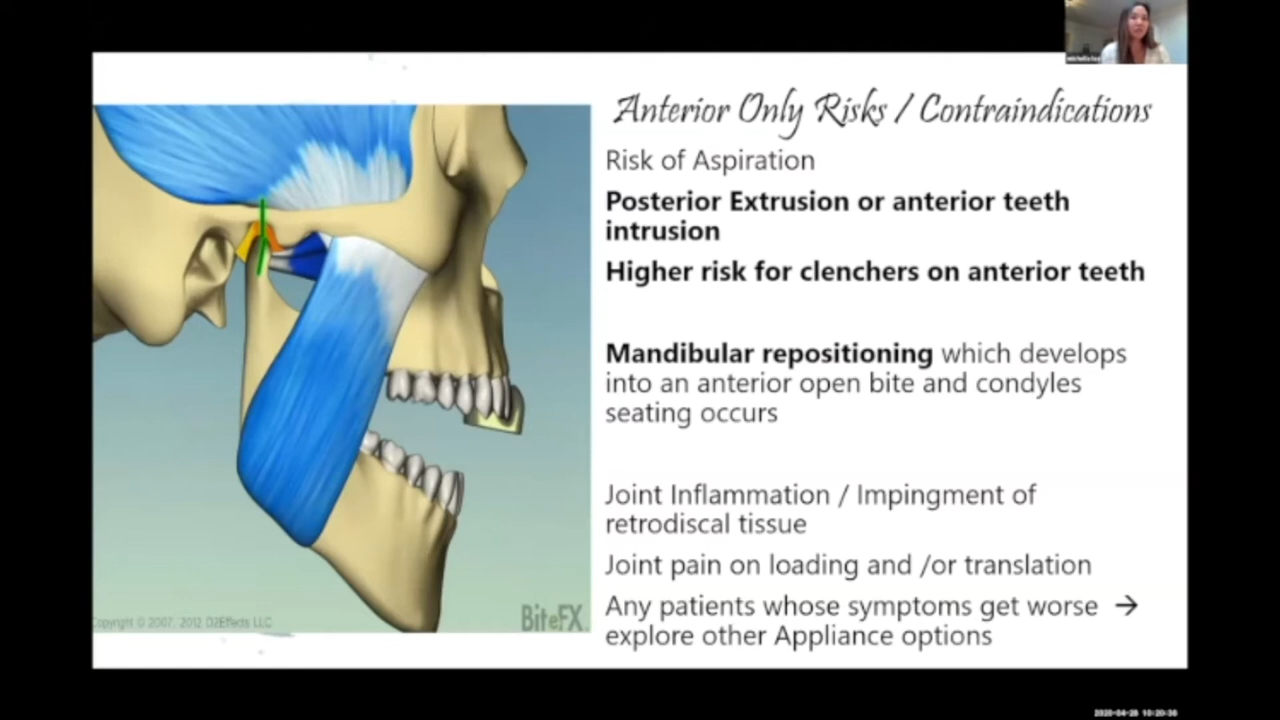 Anterior Only Risks / Contraindications
Risk of Aspiration
Posterior Extrusion or anterior teeth
intrusion
Higher risk for clenchers on anterior teeth
Mandibular repositioning which develops
into an anterior open bite and condyles
seating occurs
Joint Inflammation / Impingment of
retrodiscal tissue
Joint pain on loading and /or translation
Any patients whose symptoms get worse →
explore other Appliance options
Copyright © 2007, 2012 D2Effects LLC
BiteFX